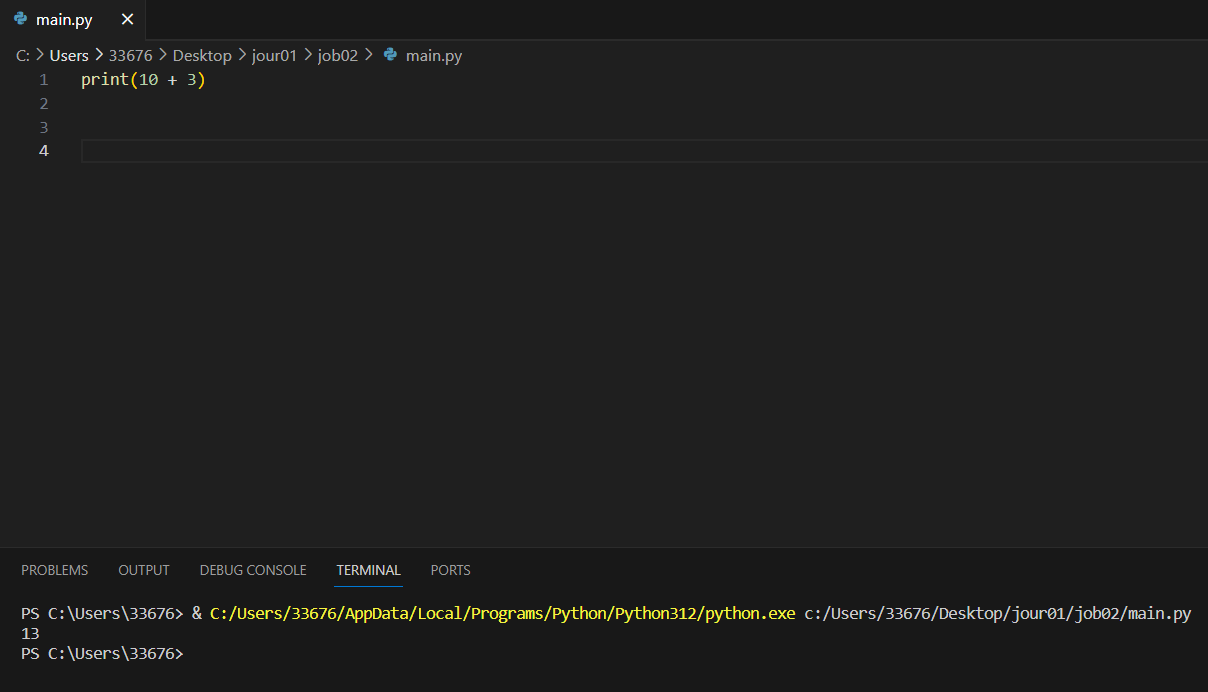 main.py
C: > Users > 33676 > Desktop > jour01 > job02 > main.py
1 print(10 + 3)
2
3
4
PROBLEMS OUTPUT DEBUG CONSOLE TERMINAL PORTS
PS C:\Users\33676> & C:/Users/33676/AppData/Local/Programs/Python/Python312/python.exe c:/Users/33676/Desktop/jour01/job02/main.py
13
PS C:\Users\33676>